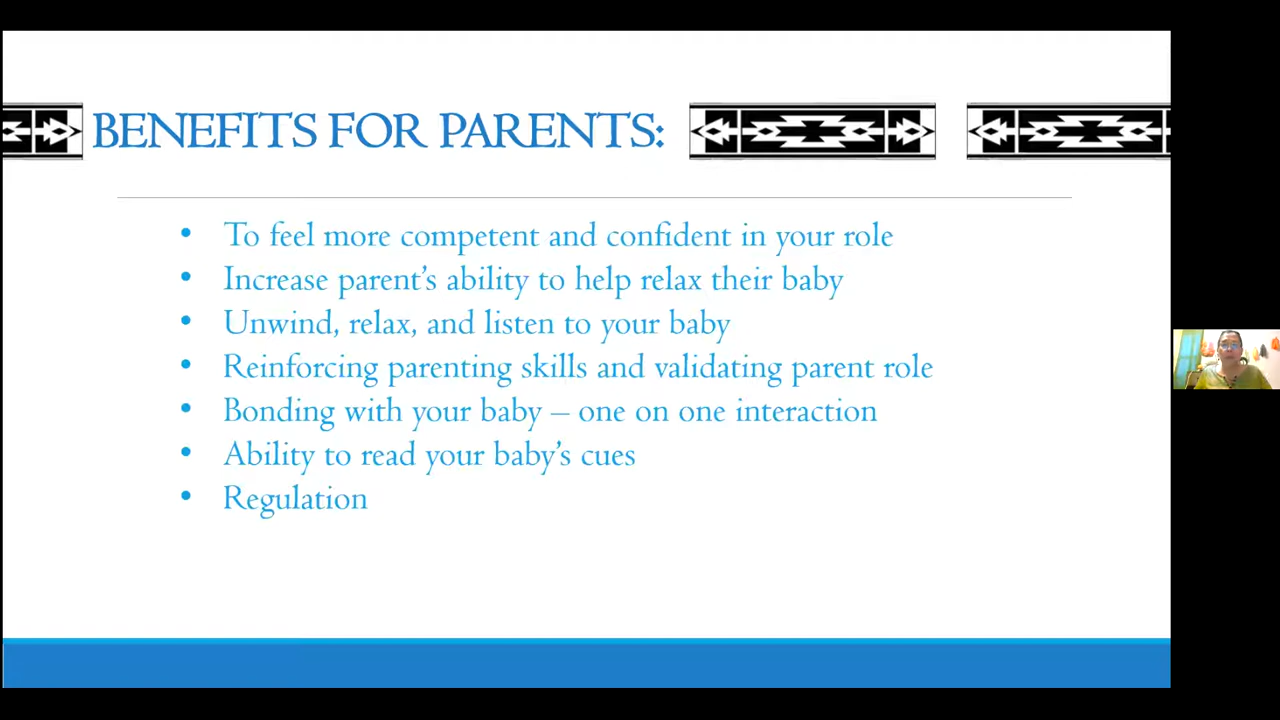 BENEFITS FOR PARENTS:
• To feel more competent and confident in your role
• Increase parent’s ability to help relax their baby
• Unwind, relax, and listen to your baby
• Reinforcing parenting skills and validating parent role
• Bonding with your baby – one on one interaction
• Ability to read your baby’s cues
• Regulation